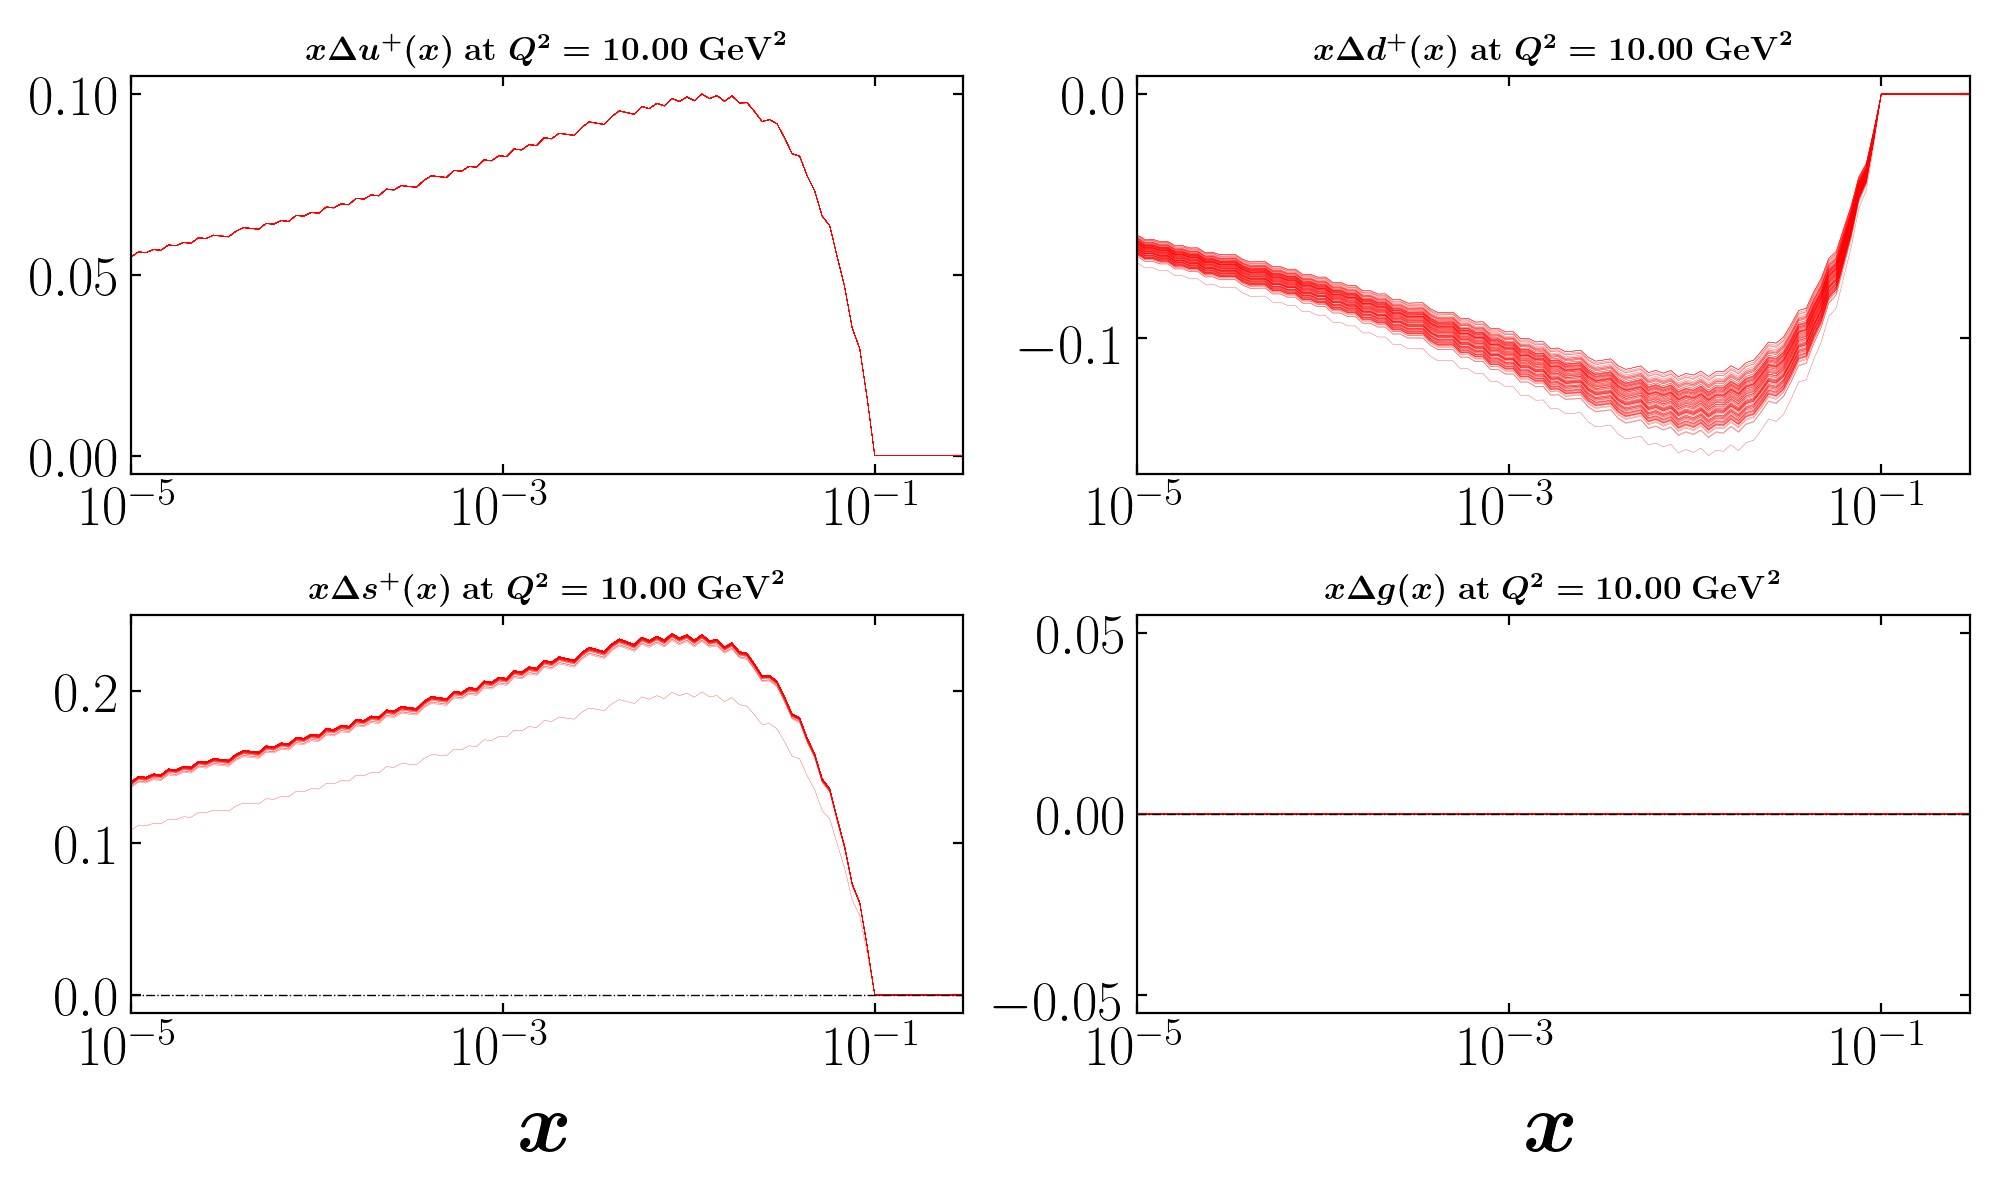 xΔu⁺(x) at Q² = 10.00 GeV²
xΔd⁺(x) at Q² = 10.00 GeV²
0.10
0.05
0.00
10⁻⁵ 10⁻³ 10⁻¹
0.0
−0.1
10⁻⁵ 10⁻³ 10⁻¹
xΔs⁺(x) at Q² = 10.00 GeV²
xΔg(x) at Q² = 10.00 GeV²
0.2
0.1
0.0
10⁻⁵ 10⁻³ 10⁻¹
x
0.05
0.00
−0.05
10⁻⁵ 10⁻³ 10⁻¹
x